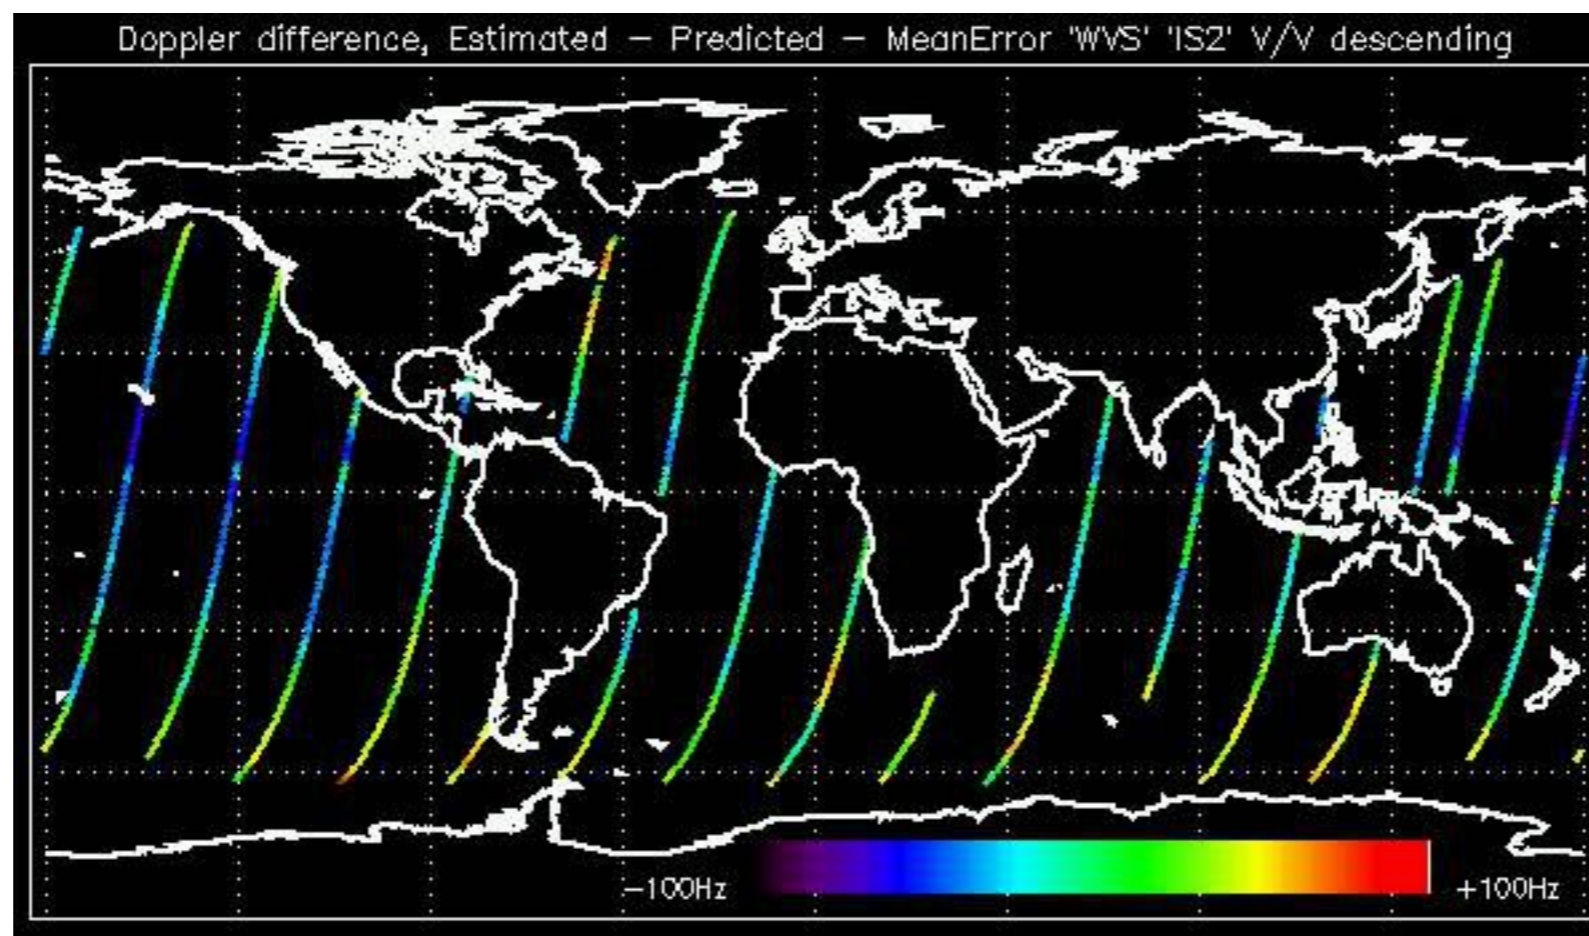 Doppler difference, Estimated — Predicted — MeanError 'WVS' 'IS2' V/V descending
—100Hz +100Hz